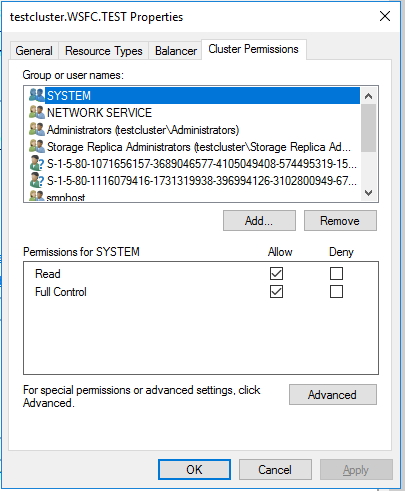 testcluster.WSFC.TEST Properties
General Resource Types Balancer Cluster Permissions
Group or user names:
SYSTEM
NETWORK SERVICE
Administrators (testcluster\Administrators)
Storage Replica Administrators (testcluster\Storage Replica Ad...
S-1-5-80-1071656157-3689046577-4105049408-574495319-15...
S-1-5-80-1116079416-1731319938-396994126-3102800949-67...
smphost
Add... Remove
Permissions for SYSTEM Allow Deny
Read
Full Control
For special permissions or advanced settings, click
Advanced.
Advanced
OK Cancel Apply